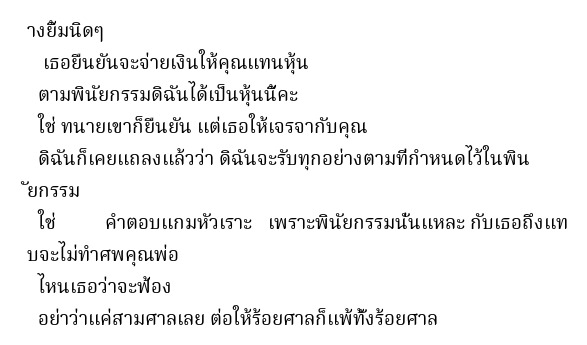 างยิ้มนิดๆ
เธอยืนยันจะจ่ายเงินให้คุณแทนหุ้น
ตามพินัยกรรมดิฉันได้เป็นหุ้นนี่คะ
ใช่ ทนายเขาก็ยืนยัน แต่เธอให้เจรจากับคุณ
ดิฉันก็เคยแถลงแล้วว่า ดิฉันจะรับทุกอย่างตามที่กำหนดไว้ในพิน
ัยกรรม
ใช่ คำตอบแกมหัวเราะ เพราะพินัยกรรมนั่นแหละ กับเธอถึงแท
บจะไม่ทำศพคุณพ่อ
ไหนเธอว่าจะฟ้อง
อย่าว่าแค่สามศาลเลย ต่อให้ร้อยศาลก็แพ้ทั้งร้อยศาล